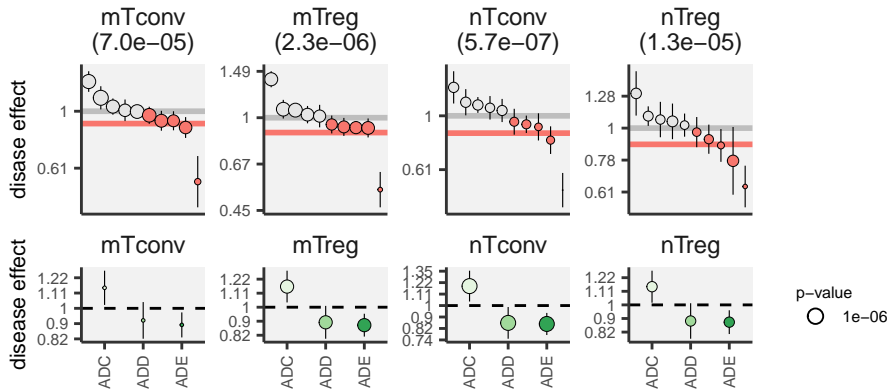 mTconv
(7.0e−05)
mTreg
(2.3e−06)
nTconv
(5.7e−07)
nTreg
(1.3e−05)
disase effect
1
0.61
1.49
1
0.67
0.45
1
0.61
1.28
1
0.78
0.61
mTconv
mTreg
nTconv
nTreg
disease effect
1.22
1.11
1
0.9
0.82
1.22
1.11
1
0.9
0.82
1.35
1.22
1.11
1
0.9
0.82
0.74
1.22
1.11
1
0.9
0.82
ADC
ADD
ADE
ADC
ADD
ADE
ADC
ADD
ADE
ADC
ADD
ADE
p−value
1e−06